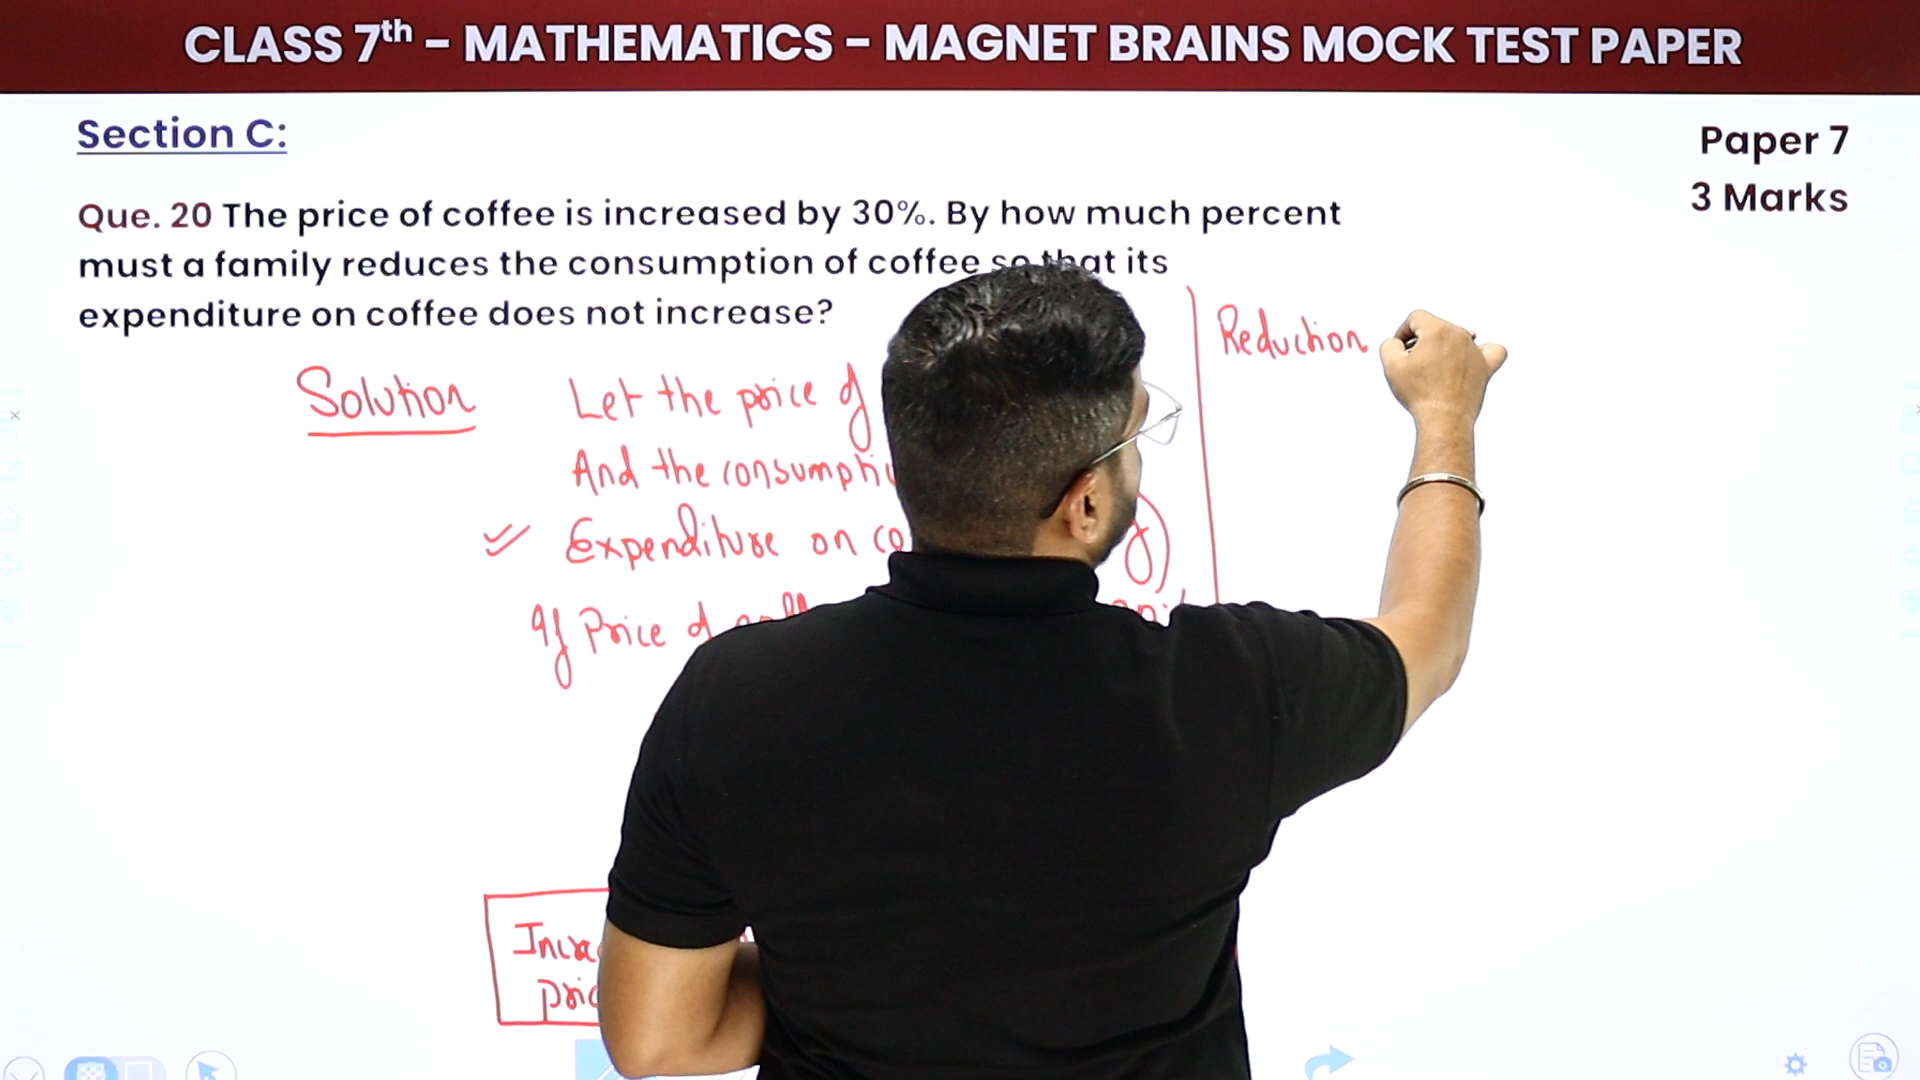 CLASS 7th – MATHEMATICS – MAGNET BRAINS MOCK TEST PAPER
Section C:
Paper 7
3 Marks
Que. 20 The price of coffee is increased by 30%. By how much percent
must a family reduces the consumption of coffee so that its
expenditure on coffee does not increase?
Solution
Let the price of
And the
Expenditure on
If Price of
Reduction